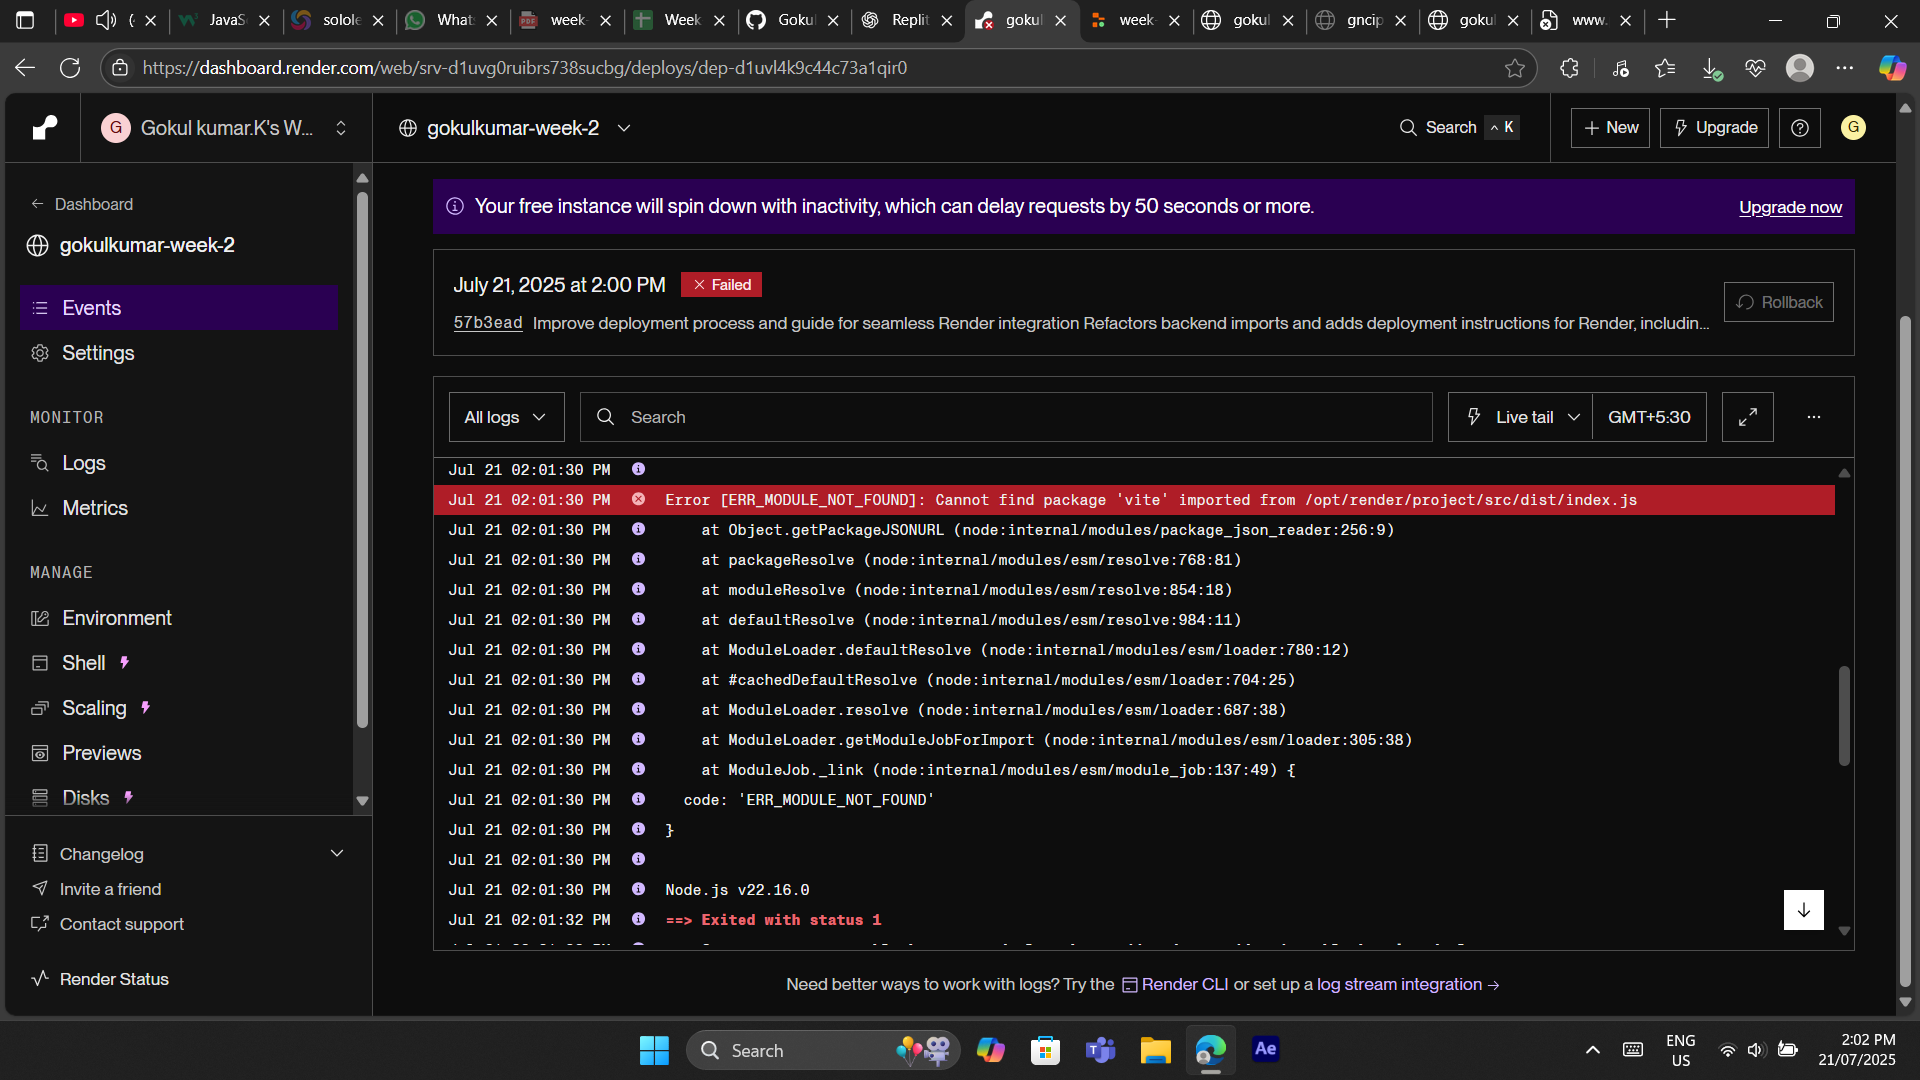 JavaS
solole
What
week-
Week
Gokul
Replit
gokul
week-
gokul
gncip
gokul
www.
https://dashboard.render.com/web/srv-d1uvg0ruibrs738sucbg/deploys/dep-d1uvl4k9c44c73a1qir0
G Gokul kumar.K's W...
gokulkumar-week-2
Search ^ K
+ New
Upgrade
G
Dashboard
gokulkumar-week-2
Events
Settings
MONITOR
Logs
Metrics
MANAGE
Environment
Shell
Scaling
Previews
Disks
Changelog
Invite a friend
Contact support
Render Status
Your free instance will spin down with inactivity, which can delay requests by 50 seconds or more.
Upgrade now
July 21, 2025 at 2:00 PM Failed
57b3ead Improve deployment process and guide for seamless Render integration Refactors backend imports and adds deployment instructions for Render, includin...
Rollback
All logs
Search
Live tail
GMT+5:30
Jul 21 02:01:30 PM
Jul 21 02:01:30 PM Error [ERR_MODULE_NOT_FOUND]: Cannot find package 'vite' imported from /opt/render/project/src/dist/index.js
Jul 21 02:01:30 PM at Object.getPackageJSONURL (node:internal/modules/package_json_reader:256:9)
Jul 21 02:01:30 PM at packageResolve (node:internal/modules/esm/resolve:768:81)
Jul 21 02:01:30 PM at moduleResolve (node:internal/modules/esm/resolve:854:18)
Jul 21 02:01:30 PM at defaultResolve (node:internal/modules/esm/resolve:984:11)
Jul 21 02:01:30 PM at ModuleLoader.defaultResolve (node:internal/modules/esm/loader:780:12)
Jul 21 02:01:30 PM at #cachedDefaultResolve (node:internal/modules/esm/loader:704:25)
Jul 21 02:01:30 PM at ModuleLoader.resolve (node:internal/modules/esm/loader:687:38)
Jul 21 02:01:30 PM at ModuleLoader.getModuleJobForImport (node:internal/modules/esm/loader:305:38)
Jul 21 02:01:30 PM at ModuleJob._link (node:internal/modules/esm/module_job:137:49) {
Jul 21 02:01:30 PM code: 'ERR_MODULE_NOT_FOUND'
Jul 21 02:01:30 PM }
Jul 21 02:01:30 PM
Jul 21 02:01:30 PM Node.js v22.16.0
Jul 21 02:01:32 PM ==> Exited with status 1
Need better ways to work with logs? Try the Render CLI or set up a log stream integration →
Search
Ae
ENG
US
2:02 PM
21/07/2025